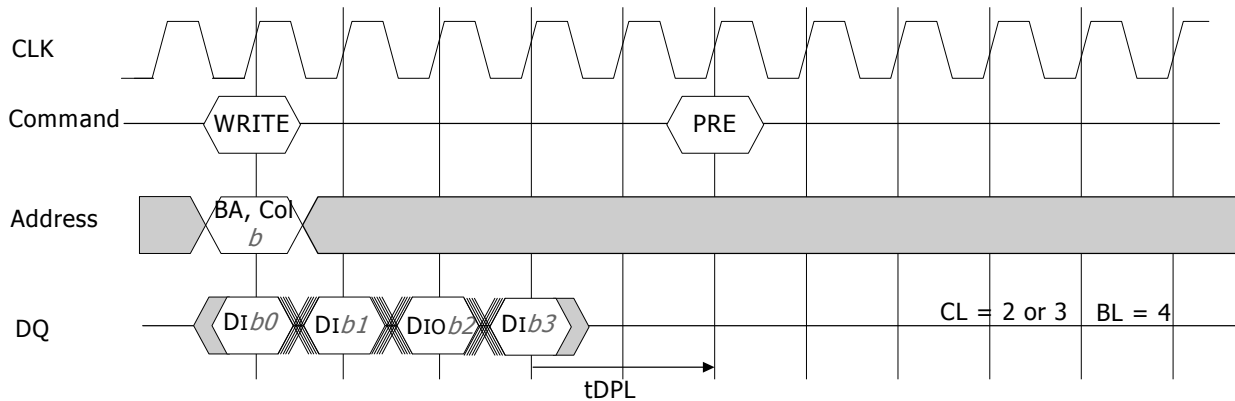 CLK
Command
WRITE
PRE
Address
BA, Col
b
DQ
DIb0
DIb1
DIOb2
DIb3
CL = 2 or 3
BL = 4
tDPL